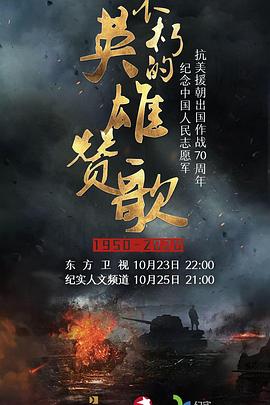 不朽的
英雄
赞歌
抗美援朝出国作战70周年
纪念中国人民志愿军
1950-2020
东方卫视 10月23日 22:00
纪实人文频道 10月25日 21:00